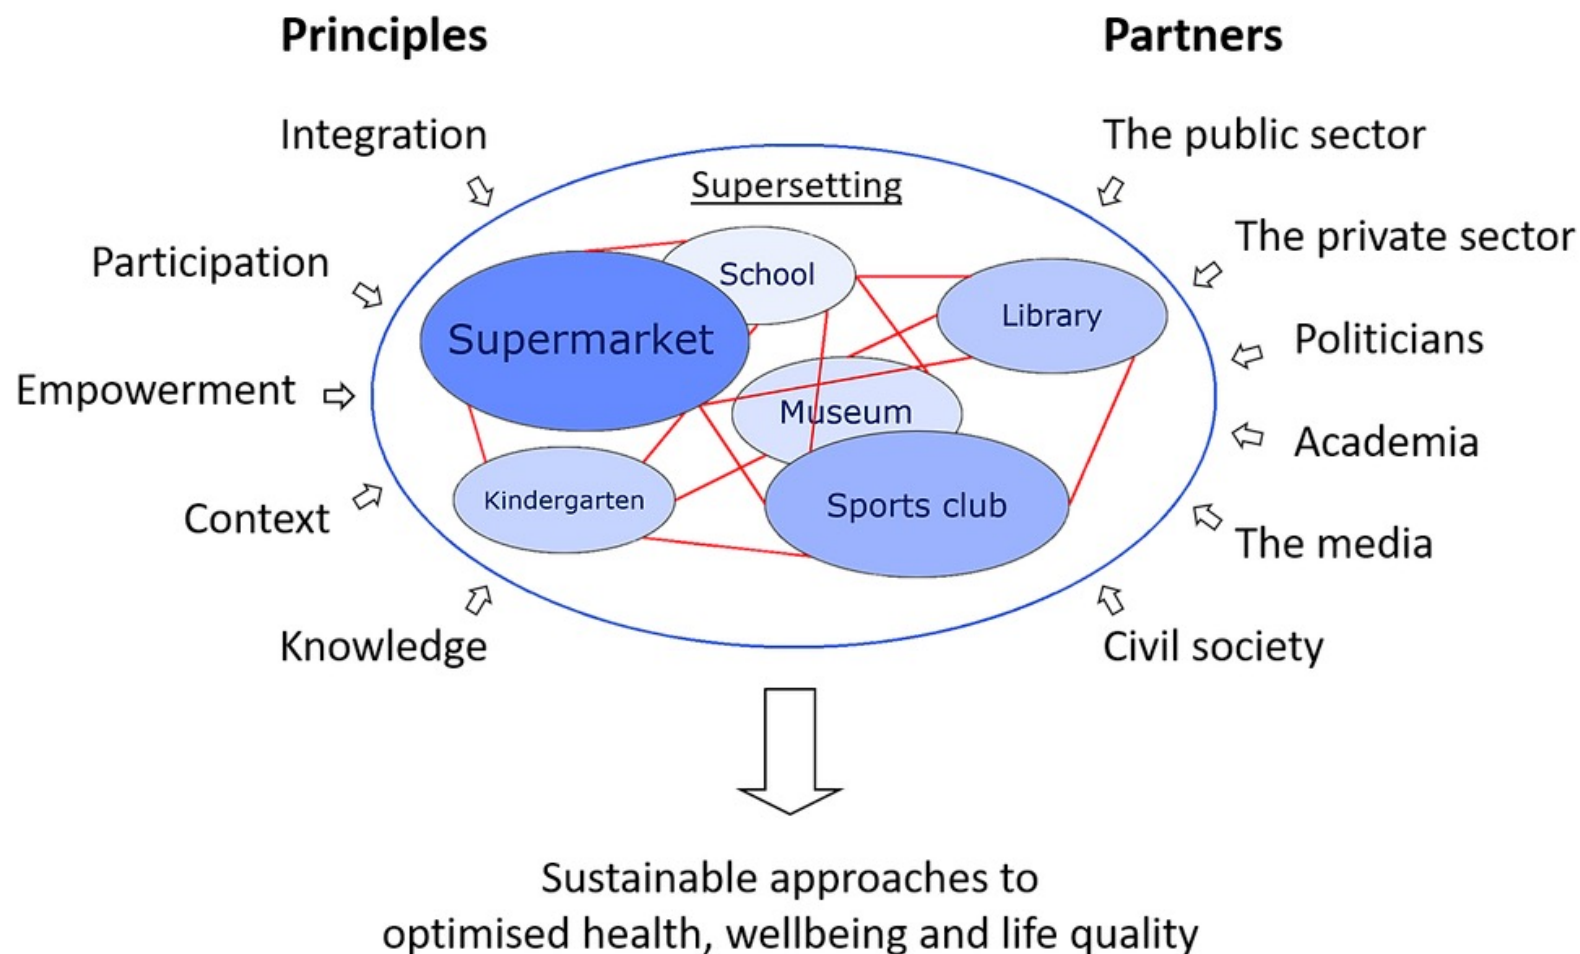 Principles
Partners
Integration
The public sector
Supersetting
Participation
The private sector
School
Library
Supermarket
Politicians
Empowerment
Museum
Academia
Kindergarten
Sports club
Context
The media
Knowledge
Civil society
Sustainable approaches to
optimised health, wellbeing and life quality